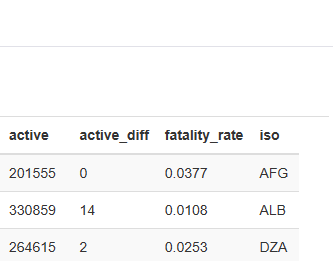 active active_diff fatality_rate iso
201555 0 0.0377 AFG
330859 14 0.0108 ALB
264615 2 0.0253 DZA